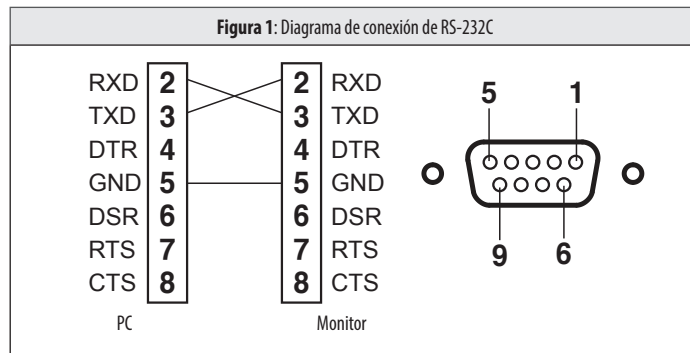 Figura 1: Diagrama de conexión de RS-232C
RXD 2 2 RXD
TXD 3 3 TXD
DTR 4 4 DTR
GND 5 5 GND
DSR 6 6 DSR
RTS 7 7 RTS
CTS 8 8 CTS
PC Monitor
5 1
9 6